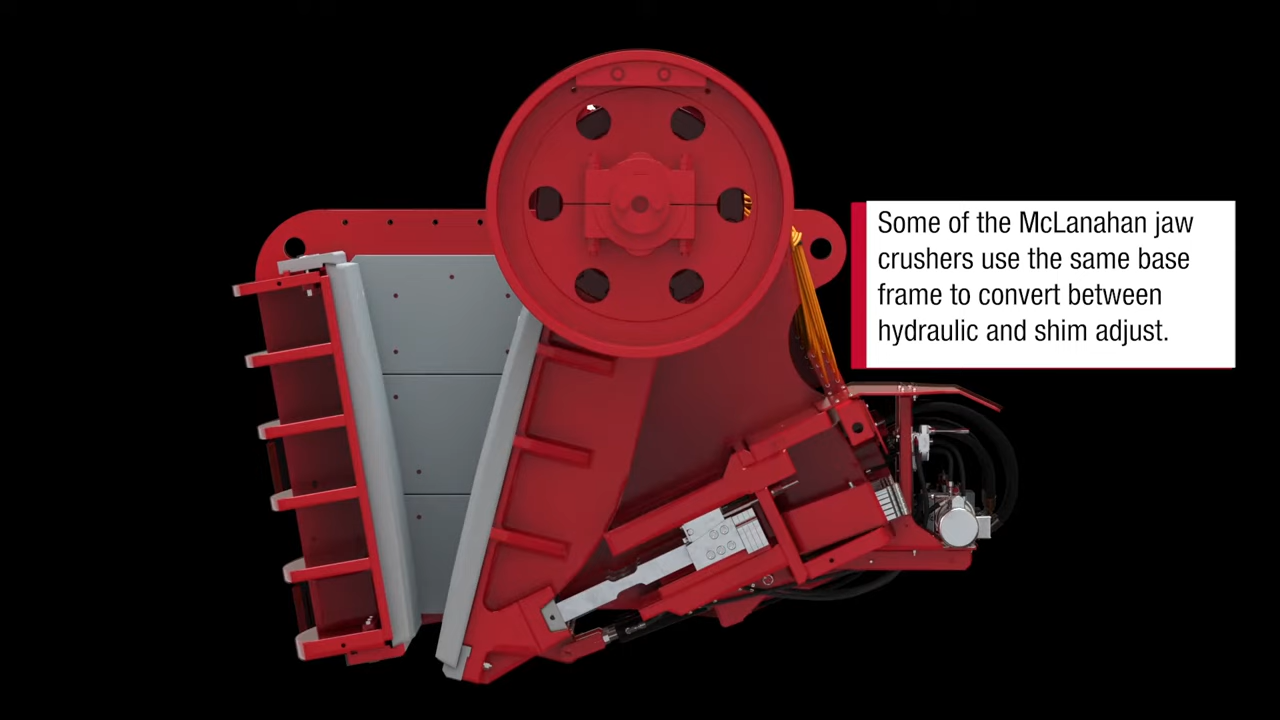 Some of the McLanahan jaw
crushers use the same base
frame to convert between
hydraulic and shim adjust.